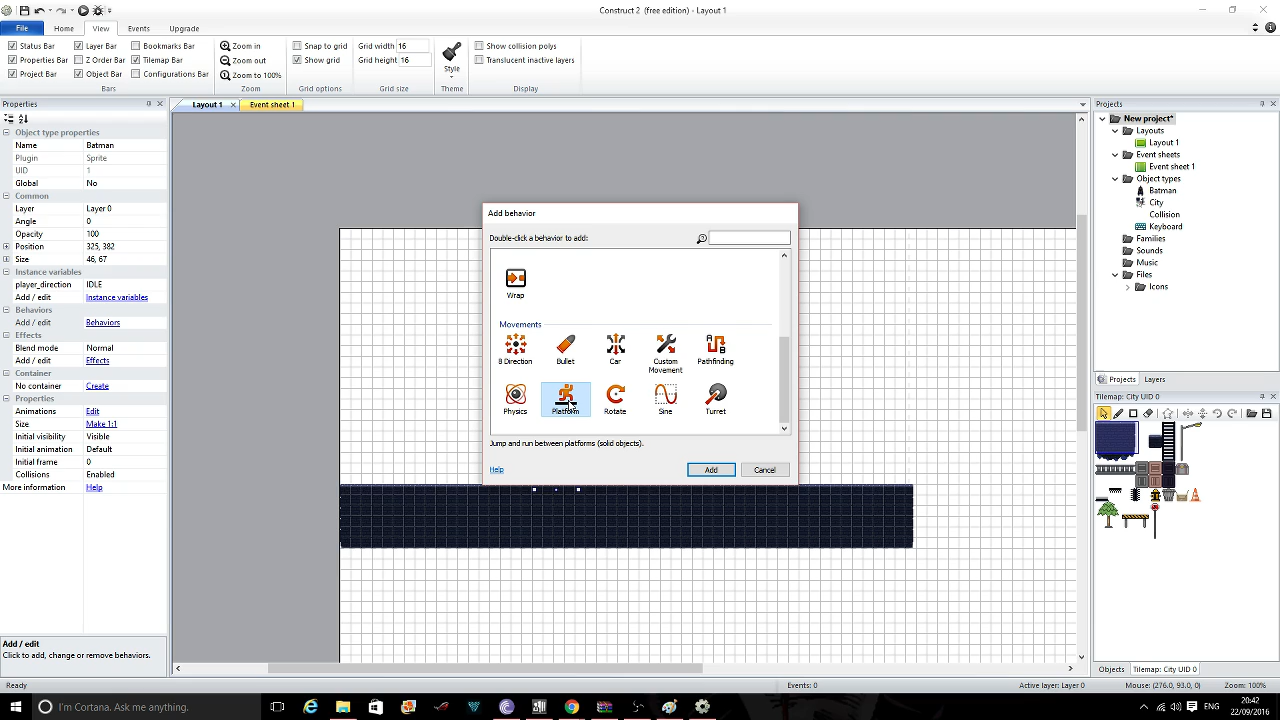 Construct 2 (free edition) - Layout 1
File Home View Events Upgrade
Status Bar Layer Bar Bookmarks Bar
Properties Bar Z Order Bar Tilemap Bar
Project Bar Object Bar Configurations Bar
Bars
Zoom in
Zoom out
Zoom to 100%
Zoom
Snap to grid
Show grid
Grid options
Grid width 16
Grid height 16
Grid size
Style
Theme
Show collision polys
Translucent inactive layers
Display
Properties
Layout 1 Event sheet 1
Object type properties
Name Batman
Plugin Sprite
UID 1
Global No
Common
Layer Layer 0
Angle 0
Opacity 100
Position 325, 382
Size 46, 67
Instance variables
player_direction IDLE
Add / edit Instance variables
Behaviors
Add / edit Behaviors
Effects
Blend mode Normal
Add / edit Effects
Container
No container Create
Properties
Animations Edit
Size Make 1:1
Initial visibility Visible
Initial animation Default
Initial frame 0
Collisions Enabled
More information Help
Add / edit
Click to add, change or remove behaviors.
Add behavior
Double-click a behavior to add:
Wrap
Movements
8 Direction Bullet Car Custom Movement Pathfinding
Physics Platform Rotate Sine Turret
Jump and run between platforms (solid objects).
Help Add Cancel
Projects
New project*
Layouts
Layout 1
Event sheets
Event sheet 1
Object types
Batman
City
Collision
Keyboard
Families
Sounds
Music
Files
Icons
Projects Layers
Tilemap: City UID 0
Objects Tilemap: City UID 0
Ready Events: 0 Active layer: Layer 0 Mouse: (276.0, 93.0, 0) Zoom: 100%
I'm Cortana. Ask me anything.
ENG
20:42
22/09/2016